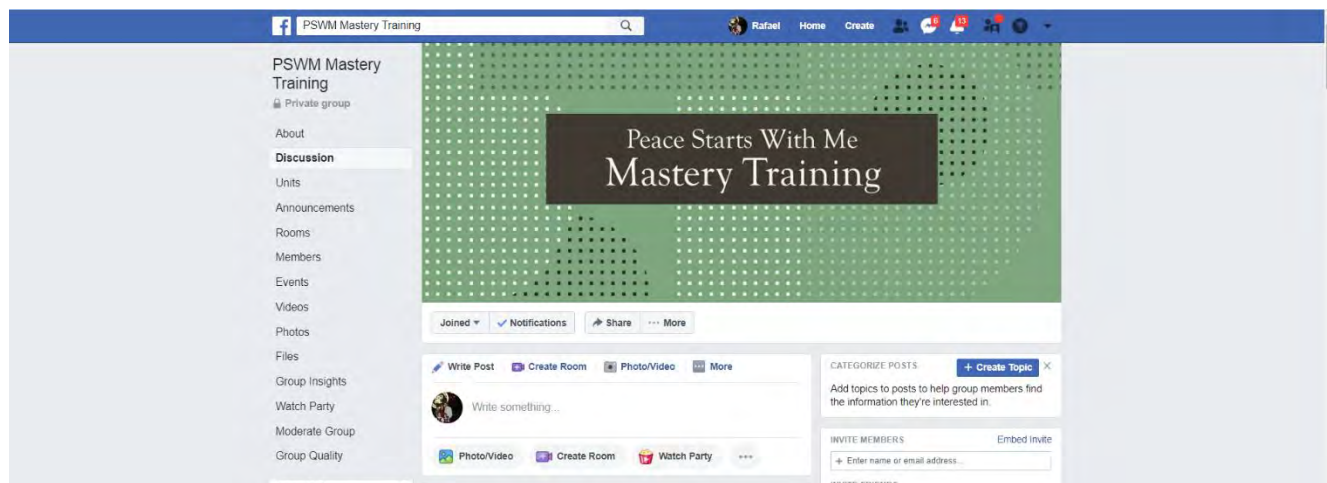 PSWM Mastery Training
Rafael Home Create 6 13
PSWM Mastery
Training
Private group
About
Discussion
Units
Announcements
Rooms
Members
Events
Videos
Photos
Files
Group Insights
Watch Party
Moderate Group
Group Quality
Peace Starts With Me
Mastery Training
Joined Notifications Share More
Write Post Create Room Photo/Video More
Write something...
Photo/Video Create Room Watch Party
CATEGORIZE POSTS + Create Topic
Add topics to posts to help group members find
the information they're interested in.
INVITE MEMBERS Embed Invite
+ Enter name or email address...